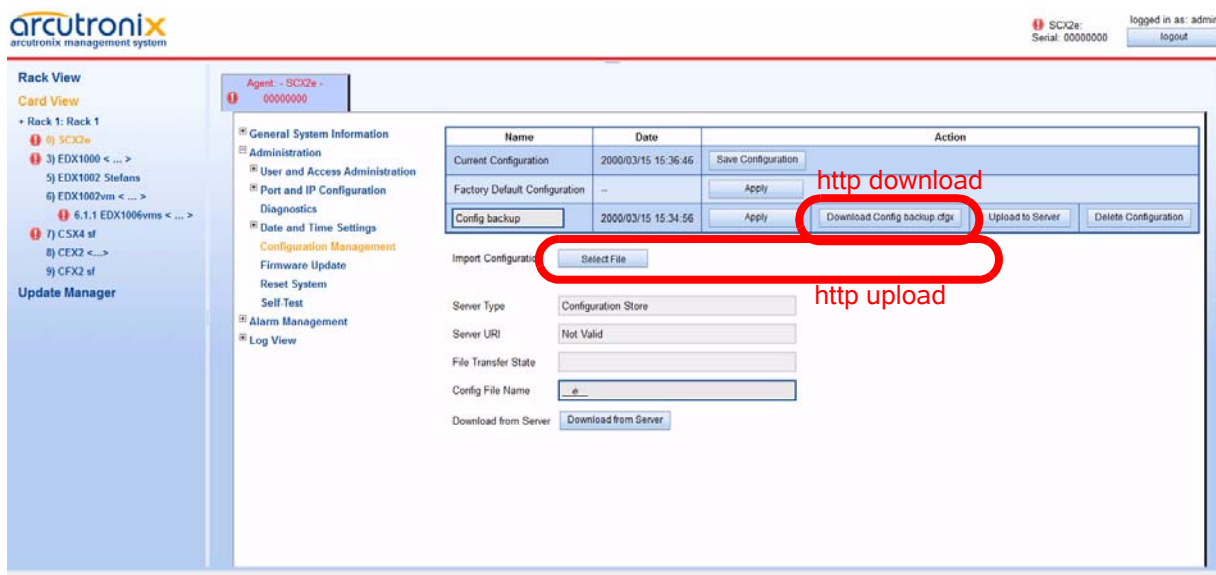 arcutronix
arcutronix management system
SCX2e:
Serial: 00000000
logged in as: admin
logout
Rack View
Card View
+ Rack 1: Rack 1
0) SCX2e
3) EDX1000 < ... >
5) EDX1002 Stefans
6) EDX1002vm < ... >
6.1.1 EDX1006vms < ... >
7) CSX4 sf
8) CEX2 <...>
9) CFX2 sf
Update Manager
Agent: - SCX2e -
00000000
General System Information
Administration
User and Access Administration
Port and IP Configuration
Diagnostics
Date and Time Settings
Configuration Management
Firmware Update
Reset System
Self-Test
Alarm Management
Log View
Name Date Action
Current Configuration 2000/03/15 15:36:46 Save Configuration
http download
Factory Default Configuration -- Apply
Config backup 2000/03/15 15:34:56 Apply Download Config backup.cfgx Upload to Server Delete Configuration
Import Configuration Select File
http upload
Server Type Configuration Store
Server URI Not Valid
File Transfer State
Config File Name
Download from Server Download from Server